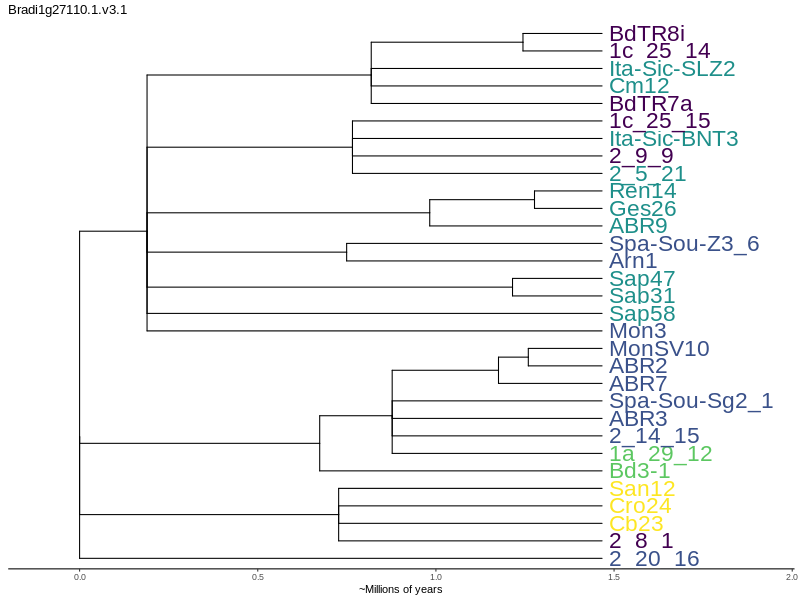 Bradi1g27110.1.v3.1
BdTR8i
1c_25_14
Ita-Sic-SLZ2
Cm12
BdTR7a
1c_25_15
Ita-Sic-BNT3
2_9_9
2_5_21
Ren14
Ges26
ABR9
Spa-Sou-Z3_6
Arn1
Sap47
Sab31
Sap58
Mon3
MonSV10
ABR2
ABR7
Spa-Sou-Sg2_1
ABR3
2_14_15
1a_29_12
Bd3-1
San12
Cro24
Cb23
2_8_1
2_20_16
0.0 0.5 1.0 1.5 2.0
~Millions of years